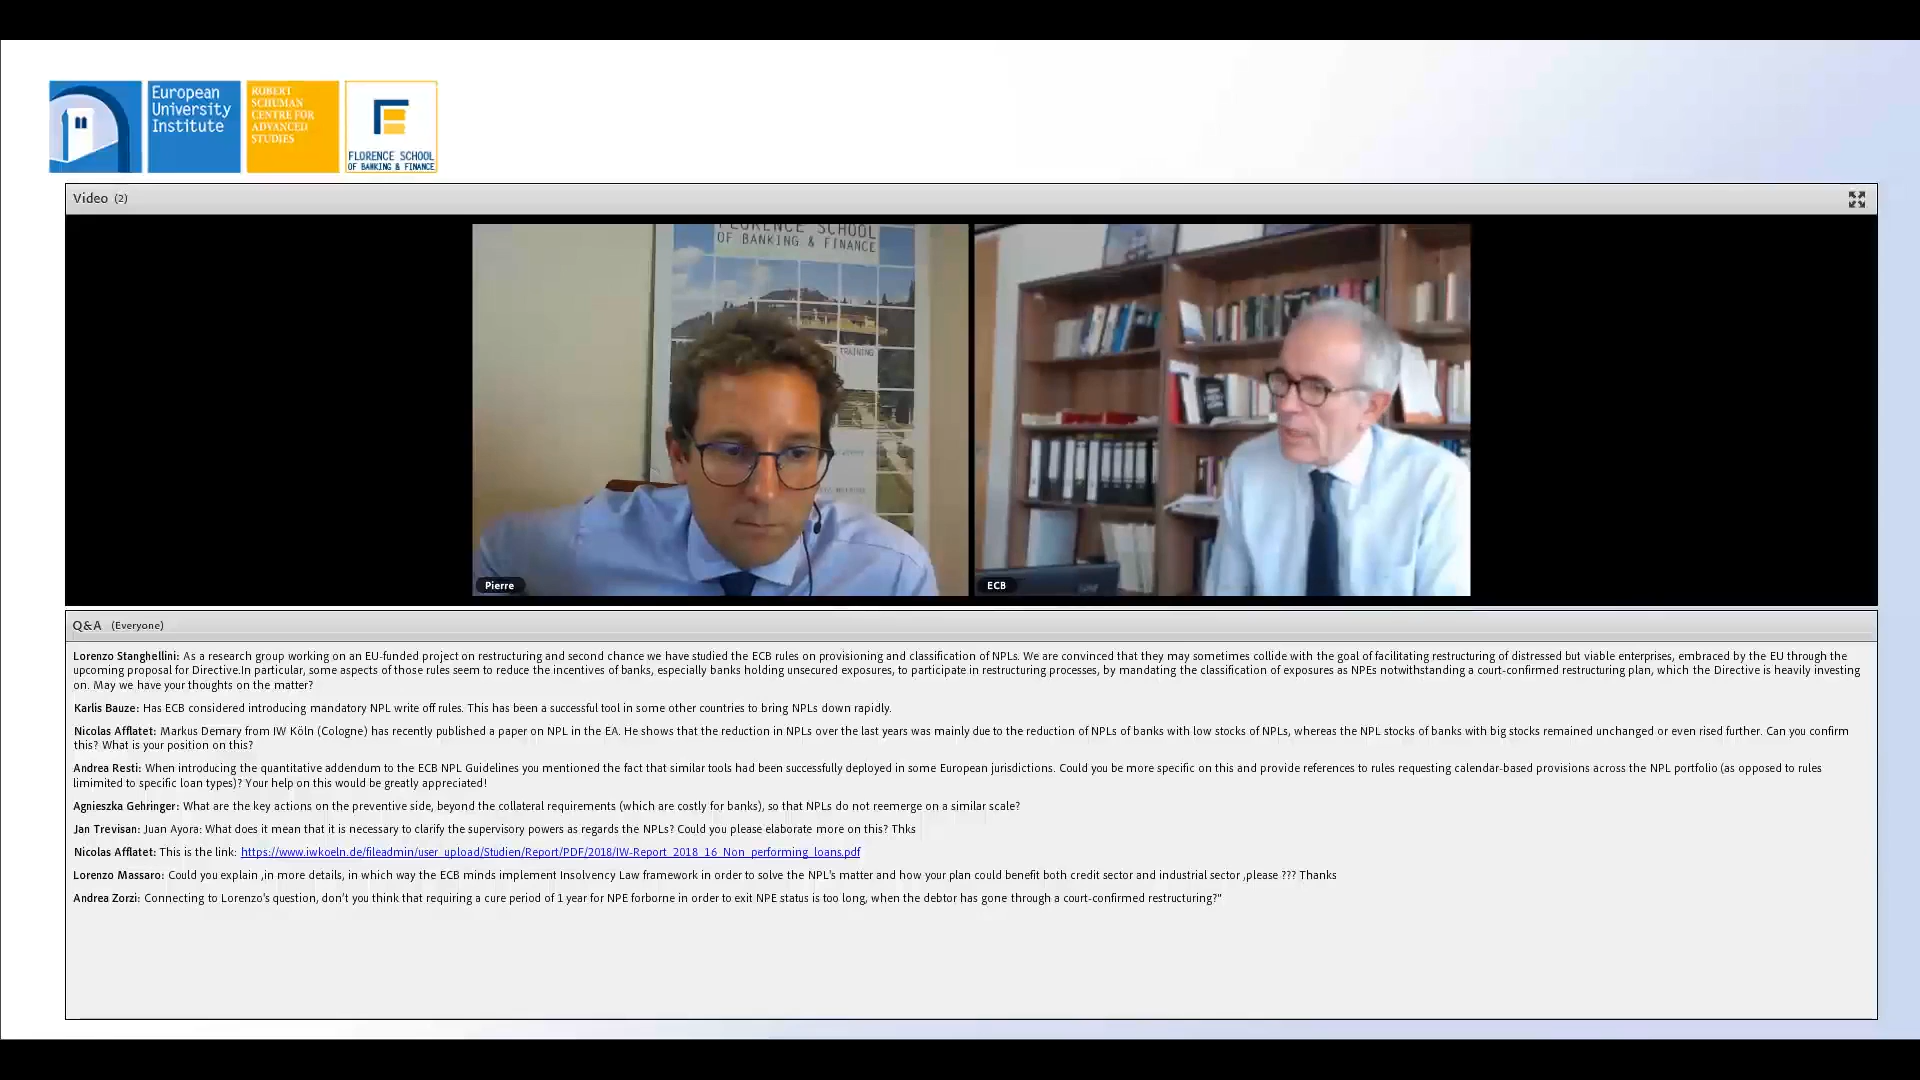 European
University
Institute
ROBERT
SCHUMAN
CENTRE FOR
ADVANCED
STUDIES
FLORENCE SCHOOL
OF BANKING & FINANCE
Video (2)
FLORENCE SCHOOL
OF BANKING & FINANCE
TRAINING
Pierre
ECB
Q&A (Everyone)
Lorenzo Stanghellini: As a research group working on an EU-funded project on restructuring and second chance we have studied the ECB rules on provisioning and classification of NPLs. We are convinced that they may sometimes collide with the goal of facilitating restructuring of distressed but viable enterprises, embraced by the EU through the
upcoming proposal for Directive.In particular, some aspects of those rules seem to reduce the incentives of banks, especially banks holding unsecured exposures, to participate in restructuring processes, by mandating the classification of exposures as NPEs notwithstanding a court-confirmed restructuring plan, which the Directive is heavily investing
on. May we have your thoughts on the matter?
Karlis Bauze: Has ECB considered introducing mandatory NPL write off rules. This has been a successful tool in some other countries to bring NPLs down rapidly.
Nicolas Afflatet: Markus Demary from IW Köln (Cologne) has recently published a paper on NPL in the EA. He shows that the reduction in NPLs over the last years was mainly due to the reduction of NPLs of banks with low stocks of NPLs, whereas the NPL stocks of banks with big stocks remained unchanged or even rised further. Can you confirm
this? What is your position on this?
Andrea Resti: When introducing the quantitative addendum to the ECB NPL Guidelines you mentioned the fact that similar tools had been successfully deployed in some European jurisdictions. Could you be more specific on this and provide references to rules requesting calendar-based provisions across the NPL portfolio (as opposed to rules
limimited to specific loan types)? Your help on this would be greatly appreciated!
Agnieszka Gehringer: What are the key actions on the preventive side, beyond the collateral requirements (which are costly for banks), so that NPLs do not reemerge on a similar scale?
Jan Trevisan: Juan Ayora: What does it mean that it is necessary to clarify the supervisory powers as regards the NPLs? Could you please elaborate more on this? Thks
Nicolas Afflatet: This is the link: https://www.iwkoeln.de/fileadmin/user_upload/Studien/Report/PDF/2018/IW-Report_2018_16_Non_performing_loans.pdf
Lorenzo Massaro: Could you explain ,in more details, in which way the ECB minds implement Insolvency Law framework in order to solve the NPL's matter and how your plan could benefit both credit sector and industrial sector ,please ??? Thanks
Andrea Zorzi: Connecting to Lorenzo's question, don't you think that requiring a cure period of 1 year for NPE forborne in order to exit NPE status is too long, when the debtor has gone through a court-confirmed restructuring?"